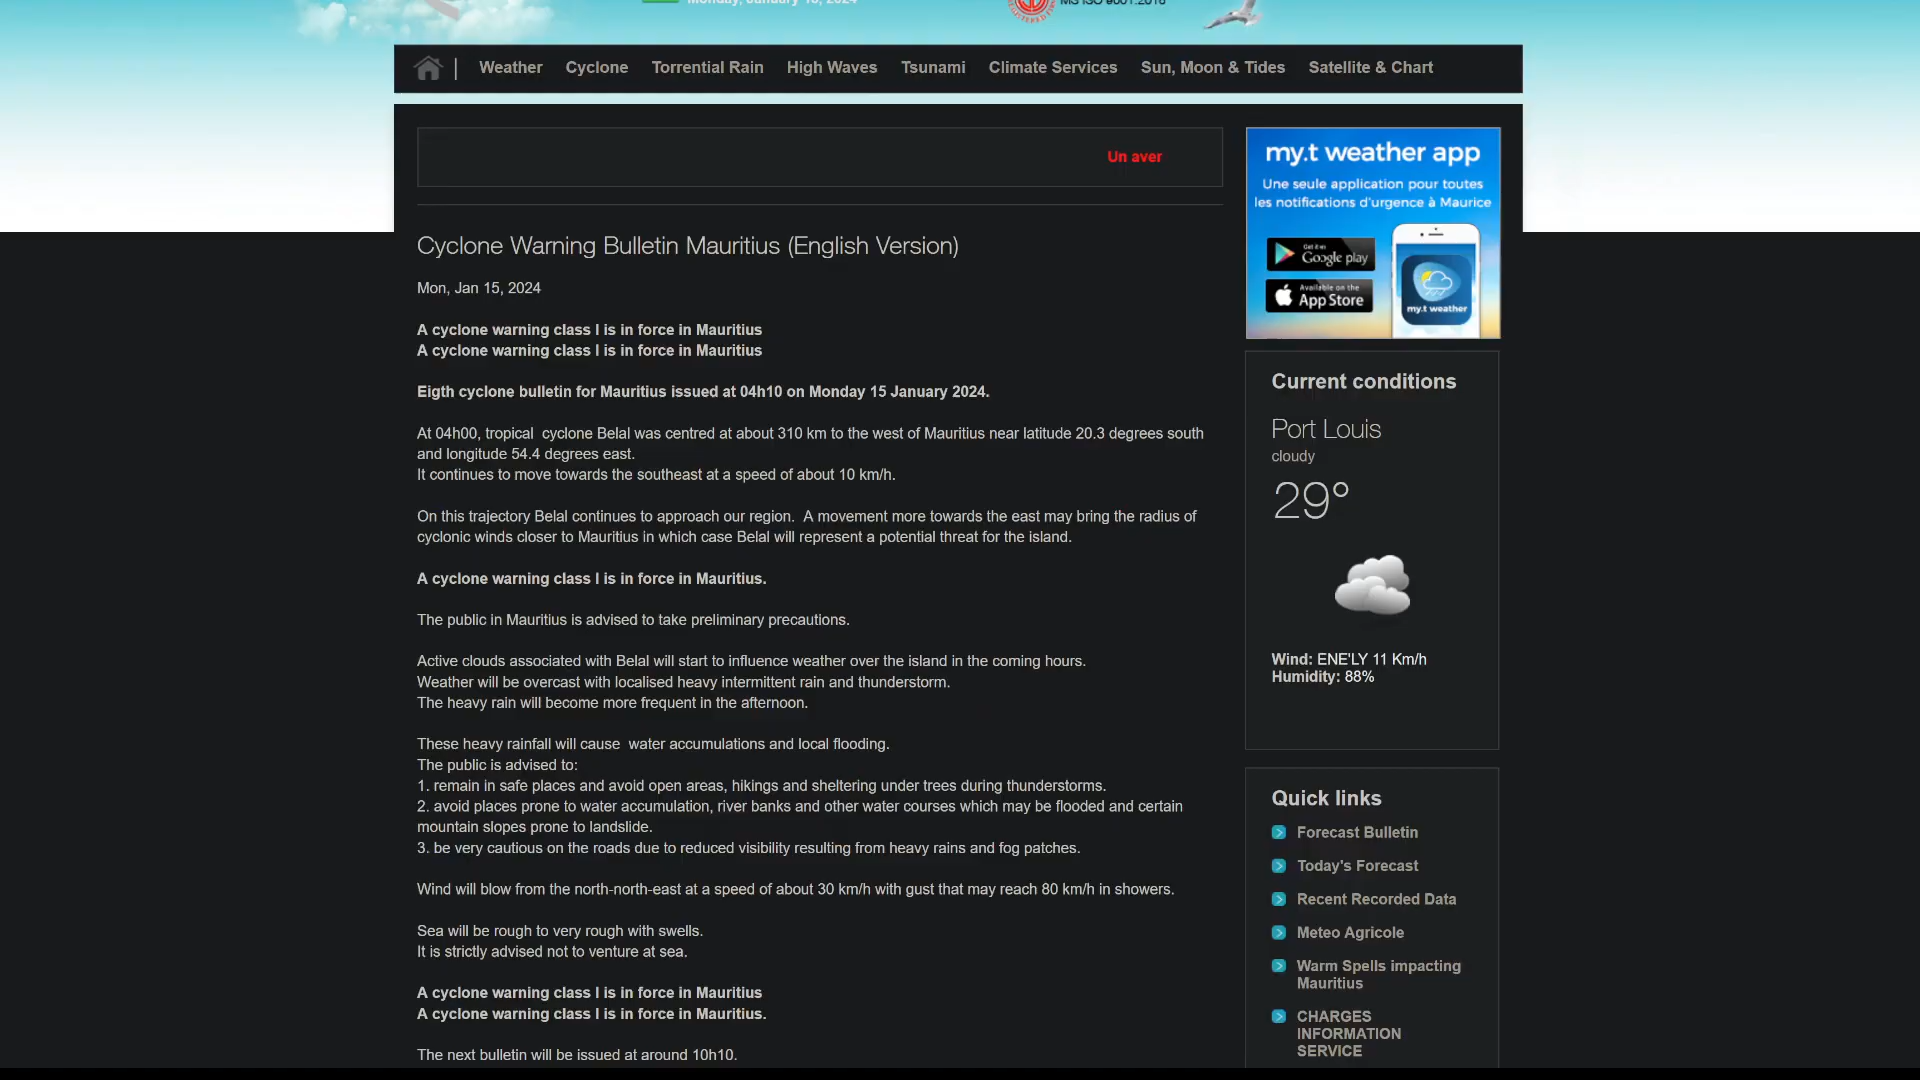 Monday, January 15, 2024
MS ISO 9001:2016
Weather Cyclone Torrential Rain High Waves Tsunami Climate Services Sun, Moon & Tides Satellite & Chart
Un aver
Cyclone Warning Bulletin Mauritius (English Version)
Mon, Jan 15, 2024
A cyclone warning class I is in force in Mauritius
A cyclone warning class I is in force in Mauritius
Eigth cyclone bulletin for Mauritius issued at 04h10 on Monday 15 January 2024.
At 04h00, tropical cyclone Belal was centred at about 310 km to the west of Mauritius near latitude 20.3 degrees south
and longitude 54.4 degrees east.
It continues to move towards the southeast at a speed of about 10 km/h.
On this trajectory Belal continues to approach our region. A movement more towards the east may bring the radius of
cyclonic winds closer to Mauritius in which case Belal will represent a potential threat for the island.
A cyclone warning class I is in force in Mauritius.
The public in Mauritius is advised to take preliminary precautions.
Active clouds associated with Belal will start to influence weather over the island in the coming hours.
Weather will be overcast with localised heavy intermittent rain and thunderstorm.
The heavy rain will become more frequent in the afternoon.
These heavy rainfall will cause water accumulations and local flooding.
The public is advised to:
1. remain in safe places and avoid open areas, hikings and sheltering under trees during thunderstorms.
2. avoid places prone to water accumulation, river banks and other water courses which may be flooded and certain
mountain slopes prone to landslide.
3. be very cautious on the roads due to reduced visibility resulting from heavy rains and fog patches.
Wind will blow from the north-north-east at a speed of about 30 km/h with gust that may reach 80 km/h in showers.
Sea will be rough to very rough with swells.
It is strictly advised not to venture at sea.
A cyclone warning class I is in force in Mauritius
A cyclone warning class I is in force in Mauritius.
The next bulletin will be issued at around 10h10.
my.t weather app
Une seule application pour toutes
les notifications d'urgence à Maurice
Get it on
Google play
Available on the
App Store
my.t weather
Current conditions
Port Louis
cloudy
29°
Wind: ENE'LY 11 Km/h
Humidity: 88%
Quick links
Forecast Bulletin
Today's Forecast
Recent Recorded Data
Meteo Agricole
Warm Spells impacting
Mauritius
CHARGES
INFORMATION
SERVICE